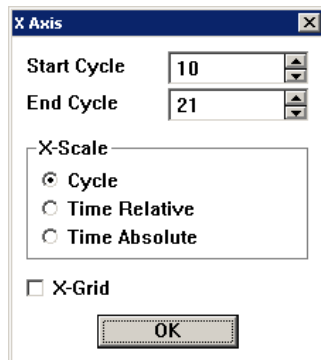 X Axis
Start Cycle 10
End Cycle 21
X-Scale
Cycle
Time Relative
Time Absolute
X-Grid
OK